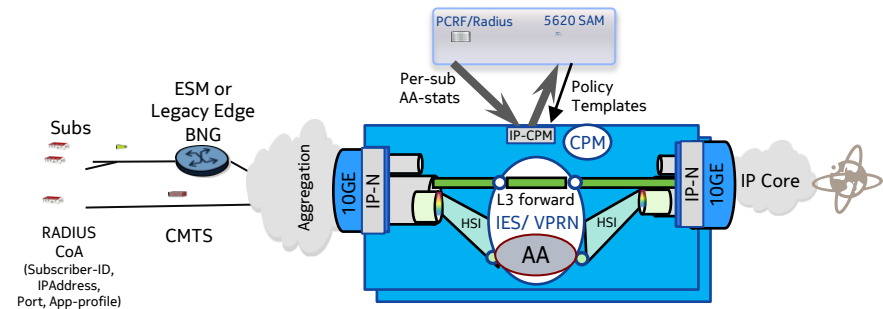 PCRF/Radius
5620 SAM
Per-sub
AA-stats
Policy
Templates
ESM or
Legacy Edge
BNG
Subs
IP-CPM
CPM
Aggregation
10GE
IP-N
L3 forward
IES/ VPRN
HSI
HSI
AA
IP-N
10GE
IP Core
RADIUS
CoA
(Subscriber-ID,
IPAddress,
Port, App-profile)
CMTS